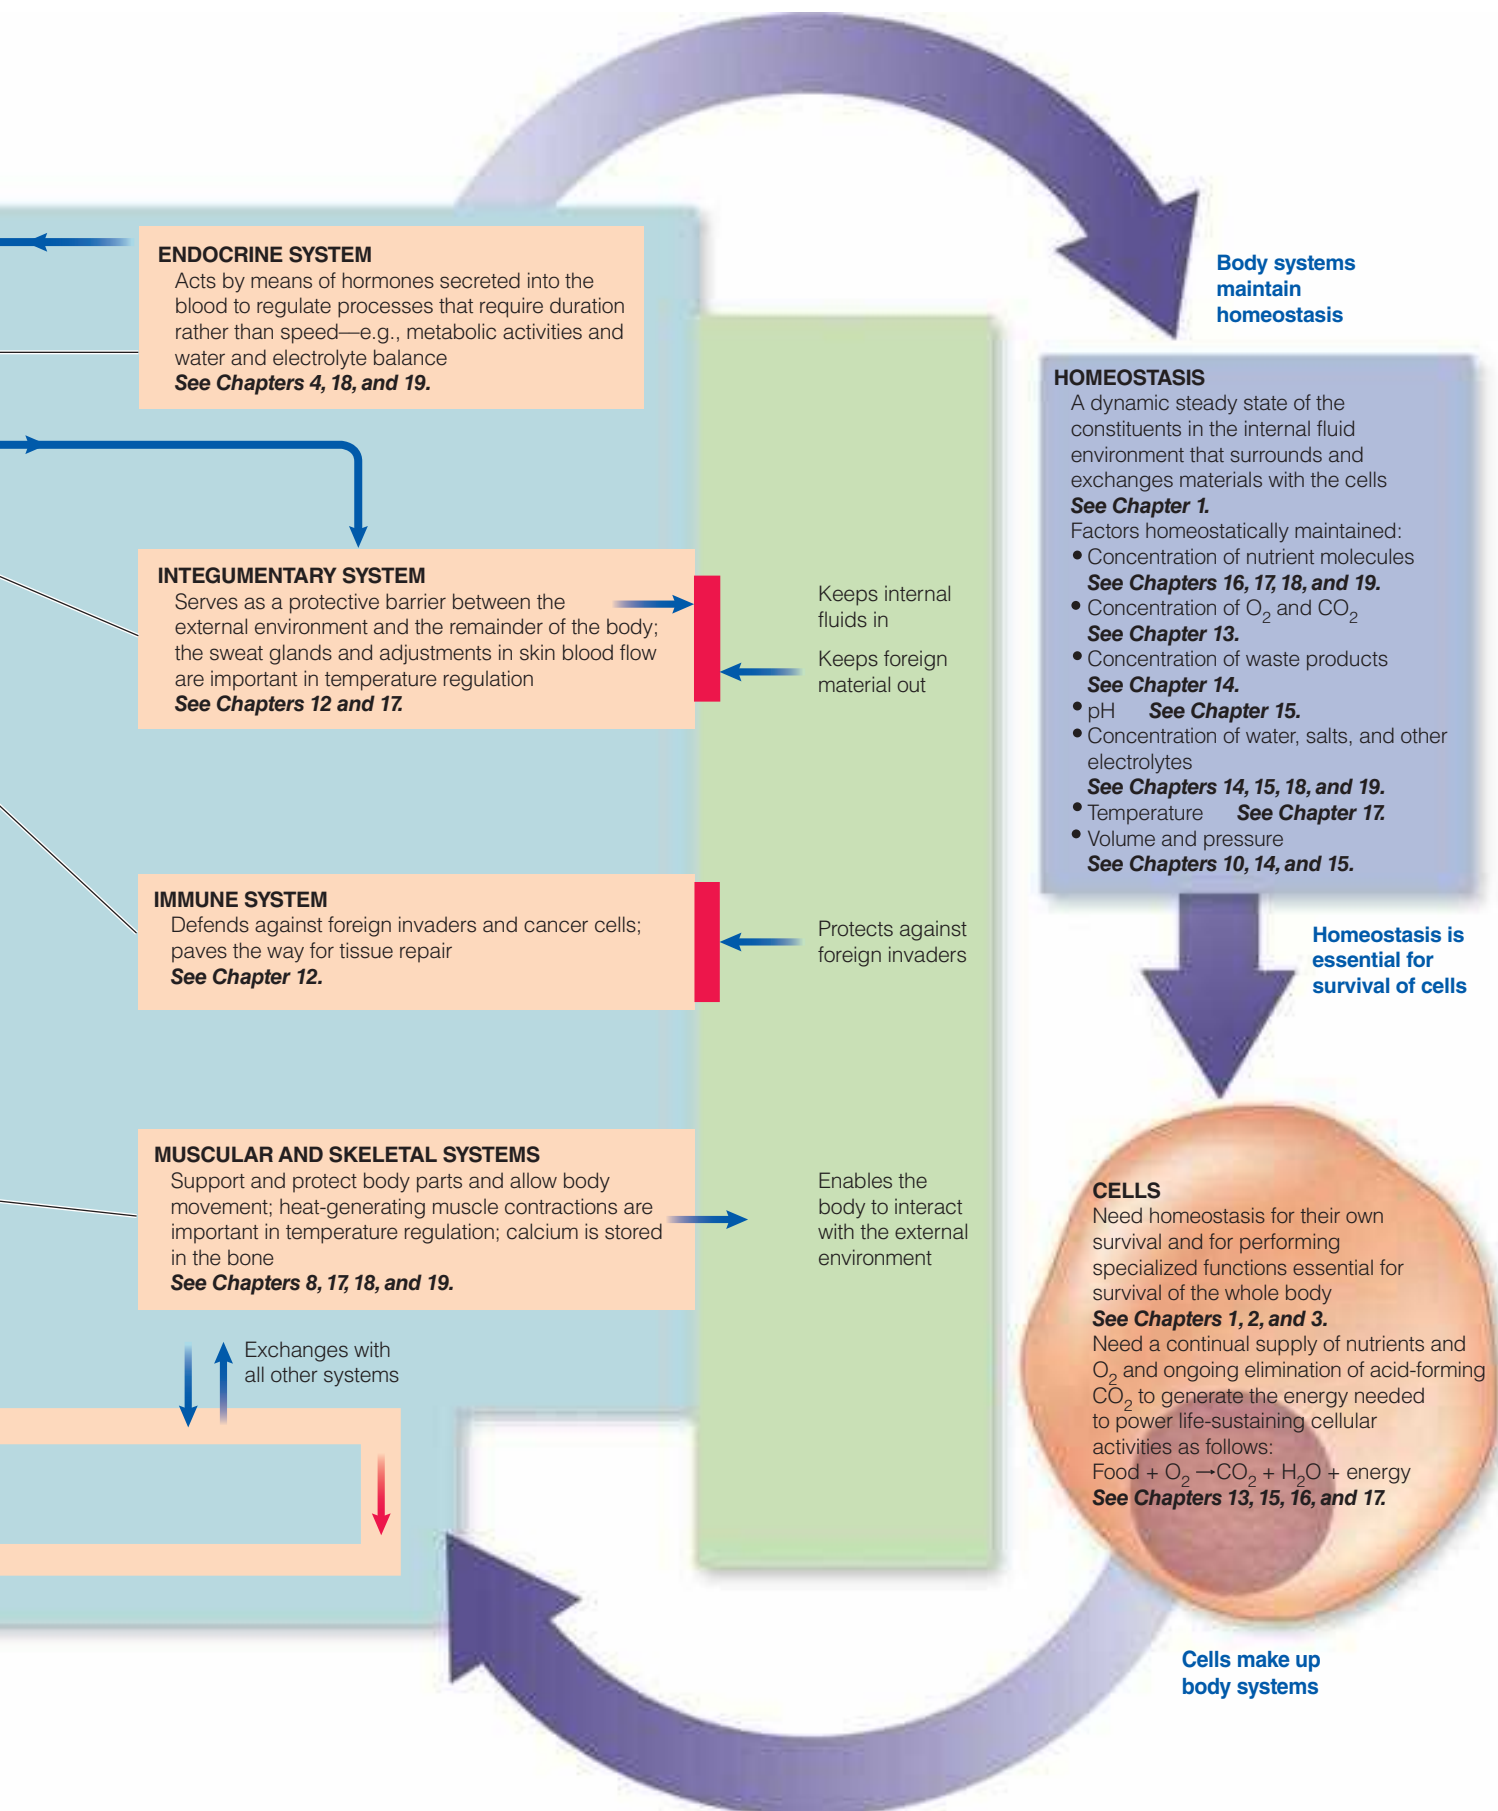 ENDOCRINE SYSTEM
Acts by means of hormones secreted into the
blood to regulate processes that require duration
rather than speed—e.g., metabolic activities and
water and electrolyte balance
See Chapters 4, 18, and 19.
INTEGUMENTARY SYSTEM
Serves as a protective barrier between the
external environment and the remainder of the body;
the sweat glands and adjustments in skin blood flow
are important in temperature regulation
See Chapters 12 and 17.
Keeps internal
fluids in
Keeps foreign
material out
IMMUNE SYSTEM
Defends against foreign invaders and cancer cells;
paves the way for tissue repair
See Chapter 12.
Protects against
foreign invaders
MUSCULAR AND SKELETAL SYSTEMS
Support and protect body parts and allow body
movement; heat-generating muscle contractions are
important in temperature regulation; calcium is stored
in the bone
See Chapters 8, 17, 18, and 19.
Enables the
body to interact
with the external
environment
Exchanges with
all other systems
Body systems
maintain
homeostasis
HOMEOSTASIS
A dynamic steady state of the
constituents in the internal fluid
environment that surrounds and
exchanges materials with the cells
See Chapter 1.
Factors homeostatically maintained:
• Concentration of nutrient molecules
See Chapters 16, 17, 18, and 19.
• Concentration of O₂ and CO₂
See Chapter 13.
• Concentration of waste products
See Chapter 14.
• pH See Chapter 15.
• Concentration of water, salts, and other
electrolytes
See Chapters 14, 15, 18, and 19.
• Temperature See Chapter 17.
• Volume and pressure
See Chapters 10, 14, and 15.
Homeostasis is
essential for
survival of cells
CELLS
Need homeostasis for their own
survival and for performing
specialized functions essential for
survival of the whole body
See Chapters 1, 2, and 3.
Need a continual supply of nutrients and
O₂ and ongoing elimination of acid-forming
CO₂ to generate the energy needed
to power life-sustaining cellular
activities as follows:
Food + O₂ → CO₂ + H₂O + energy
See Chapters 13, 15, 16, and 17.
Cells make up
body systems